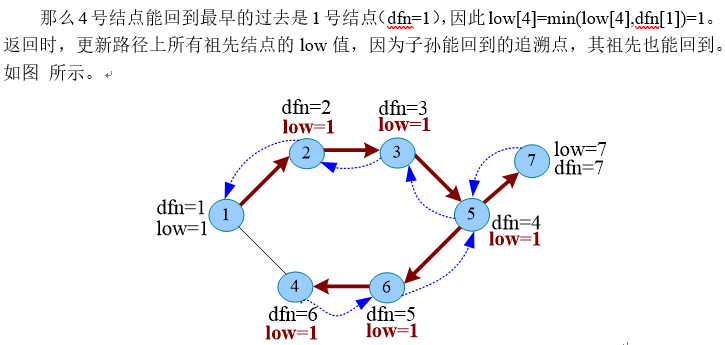 那么 4 号结点能回到最早的过去是 1 号结点（dfn=1），因此 low[4]=min(low[4],dfn[1])=1。
返回时，更新路径上所有祖先结点的 low 值，因为子孙能回到的追溯点，其祖先也能回到。
如图 所示。
dfn=2
low=1
dfn=3
low=1
2
3
7
low=7
dfn=7
dfn=1
low=1
1
5
dfn=4
low=1
4
6
dfn=6
low=1
dfn=5
low=1